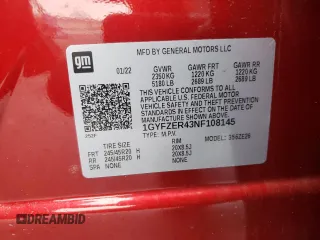 MFD BY GENERAL MOTORS LLC
gm
01/22
GVWR GAWR FRT GAWR RR
2350 KG 1220 KG 1220 KG
5180 LB 2689 LB 2689 LB
THIS VEHICLE CONFORMS TO ALL
APPLICABLE U.S. FEDERAL MOTOR
VEHICLE SAFETY AND THEFT
PREVENTION STANDARDS IN EFFECT
ON THE DATE OF MANUFACTURE
SHOWN ABOVE.
1GYFZER43NF108145
TYPE: M.P.V.
TIRE SIZE RIM
FRT 245/45R20 H 20X8.5J
RR 245/45R20 H 20X8.5J
SPA NONE NONE
AUTOBIDMASTER